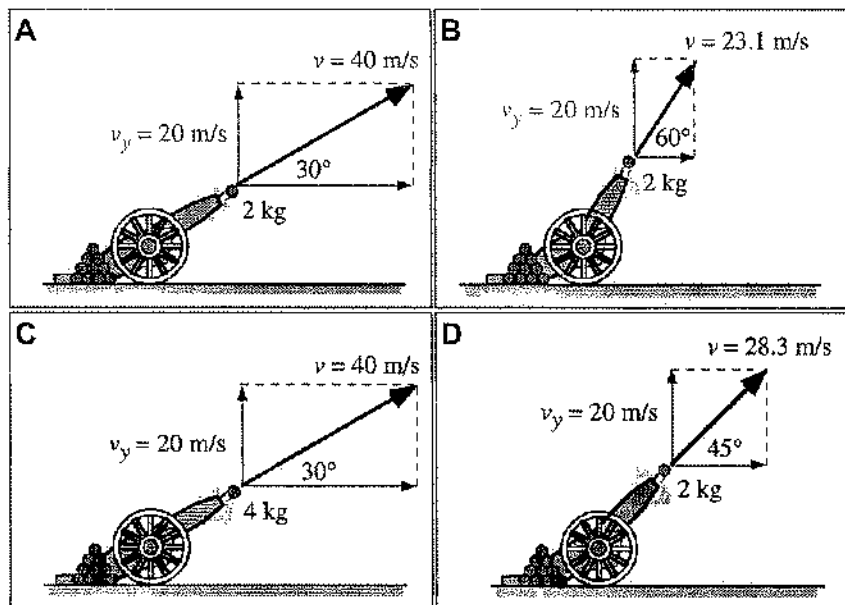 A
v = 40 m/s
v_y = 20 m/s
30°
2 kg
B
v = 23.1 m/s
v_y = 20 m/s
60°
2 kg
C
v = 40 m/s
v_y = 20 m/s
30°
4 kg
D
v = 28.3 m/s
v_y = 20 m/s
45°
2 kg